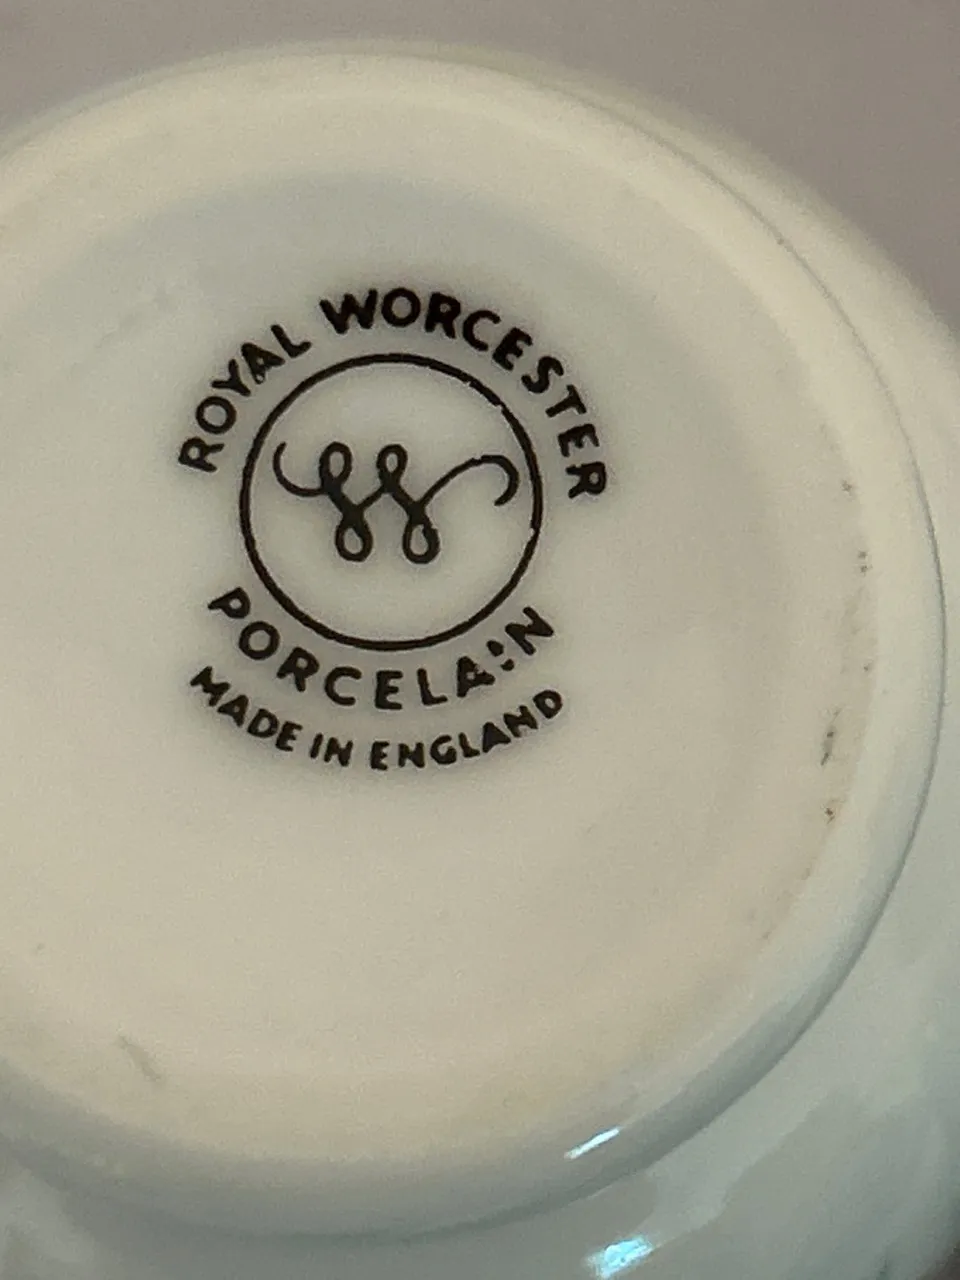 ROYAL WORCESTER
W
PORCELAIN
MADE IN ENGLAND